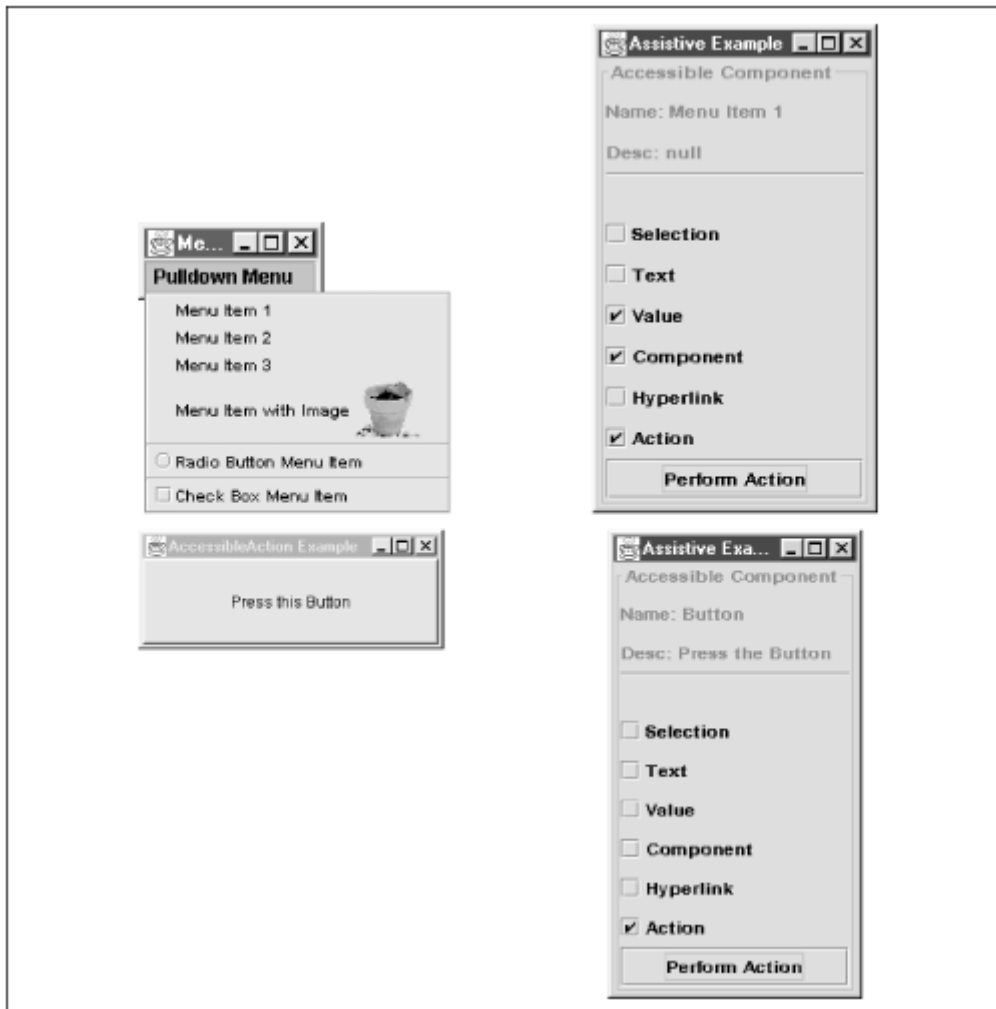 Assistive Example
Accessible Component
Name: Menu Item 1
Desc: null
Selection
Text
Value
Component
Hyperlink
Action
Perform Action
Me...
Pulldown Menu
Menu Item 1
Menu Item 2
Menu Item 3
Menu Item with Image
Radio Button Menu Item
Check Box Menu Item
AccessibleAction Example
Press this Button
Assistive Exa...
Accessible Component
Name: Button
Desc: Press the Button
Selection
Text
Value
Component
Hyperlink
Action
Perform Action